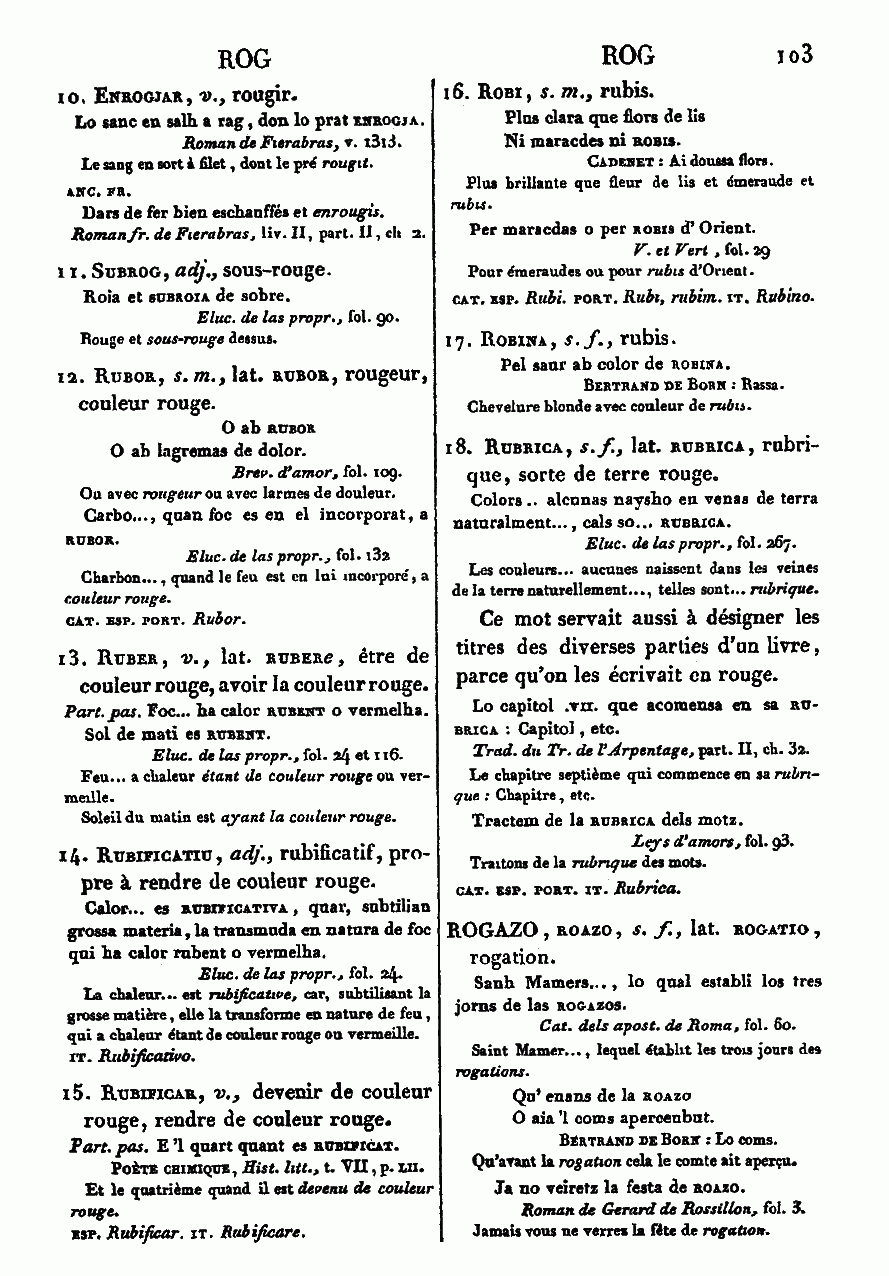 ROG
ROG 103
10. ENROGJAR, v., rougir.
Lo sanc en salh a rag, don lo prat ENROGJA.
Roman de Fierabras, v. 1313.
Le sang en sort à filet, dont le pré rougit.
ANC. FR.
Dars de fer bien eschauffés et enrougis.
Roman fr. de Fierabras, liv. II, part. II, ch 2.
11. SUBROG, adj., sous-rouge.
Roia et SUBROIA de sobre.
Eluc. de las propr., fol. 90.
Rouge et sous-rouge dessus.
12. RUBOR, s. m., lat. RUBOR, rougeur,
couleur rouge.
O ab RUBOR
O ab lagremas de dolor.
Brev. d'amor, fol. 109.
Ou avec rougeur ou avec larmes de douleur.
Carbo..., quan foc es en el incorporat, a
RUBOR.
Eluc. de las propr., fol. 132
Charbon..., quand le feu est en lui incorporé, a
couleur rouge.
CAT. ESP. PORT. Rubor.
13. RUBER, v., lat. RUBERe, être de
couleur rouge, avoir la couleur rouge.
Part. pas. Foc... ha calor RUBENT o vermelha.
Sol de mati es RUBENT.
Eluc. de las propr., fol. 24 et 116.
Feu... a chaleur étant de couleur rouge ou ver-
meille.
Soleil du matin est ayant la couleur rouge.
14. RUBIFICATIU, adj., rubificatif, pro-
pre à rendre de couleur rouge.
Calor... es RUBIFICATIVA, quar, subtilian
grossa materia, la transmuda en natura de foc
qui ha calor rubent o vermelha.
Eluc. de las propr., fol. 24.
La chaleur... est rubificative, car, subtilisant la
grosse matière, elle la transforme en nature de feu,
qui a chaleur étant de couleur rouge ou vermeille.
IT. Rubificativo.
15. RUBIFICAR, v., devenir de couleur
rouge, rendre de couleur rouge.
Part. pas. E'l quart quant es RUBIFICAT.
POÈTE CHIMIQUE, Hist. litt., t. VII, p. LII.
Et le quatrième quand il est devenu de couleur
rouge.
ESP. Rubificar. IT. Rubificare.
16. ROBI, s. m., rubis.
Plus clara que flors de lis
Ni maracdes ni ROBIS.
CADENET : Ai doussa flors.
Plus brillante que fleur de lis et émeraude et
rubis.
Per maracdas o per ROBIS d'Orient.
V. et Vert, fol. 29
Pour émeraudes ou pour rubis d'Orient.
CAT. ESP. Rubi. PORT. Rubi, rubim. IT. Rubino.
17. ROBINA, s. f., rubis.
Pel saur ab color de ROBINA.
BERTRAND DE BORN : Rassa.
Chevelure blonde avec couleur de rubis.
18. RUBRICA, s. f., lat. RUBRICA, rubri-
que, sorte de terre rouge.
Colors.. alcunas naysho en venas de terra
naturalment..., cals so... RUBRICA.
Eluc. de las propr., fol. 267.
Les couleurs... aucunes naissent dans les veines
de la terre naturellement..., telles sont... rubrique.
Ce mot servait aussi à désigner les
titres des diverses parties d'un livre,
parce qu'on les écrivait en rouge.
Lo capitol .VII. que acomensa en sa RU-
BRICA : Capitol, etc.
Trad. du Tr. de l'Arpentage, part. II, ch. 32.
Le chapitre septième qui commence en sa rubri-
que : Chapitre, etc.
Tractem de la RUBRICA dels motz.
Leys d'amors, fol. 93.
Traitons de la rubrique des mots.
CAT. ESP. PORT. IT. Rubrica.
ROGAZO, ROAZO, s. f., lat. ROGATIO,
rogation.
Sanh Mamers..., lo qual establi los tres
jorns de las ROGAZOS.
Cat. dels apost. de Roma, fol. 60.
Saint Mamer..., lequel établit les trois jours des
rogations.
Qu'enans de la ROAZO
O aia'l coms aperceubut.
BERTRAND DE BORN : Lo coms.
Qu'avant la rogation cela le comte ait aperçu.
Ja no veiretz la festa de ROAZO.
Roman de Gerard de Rossillon, fol. 3.
Jamais vous ne verrez la fête de rogation.